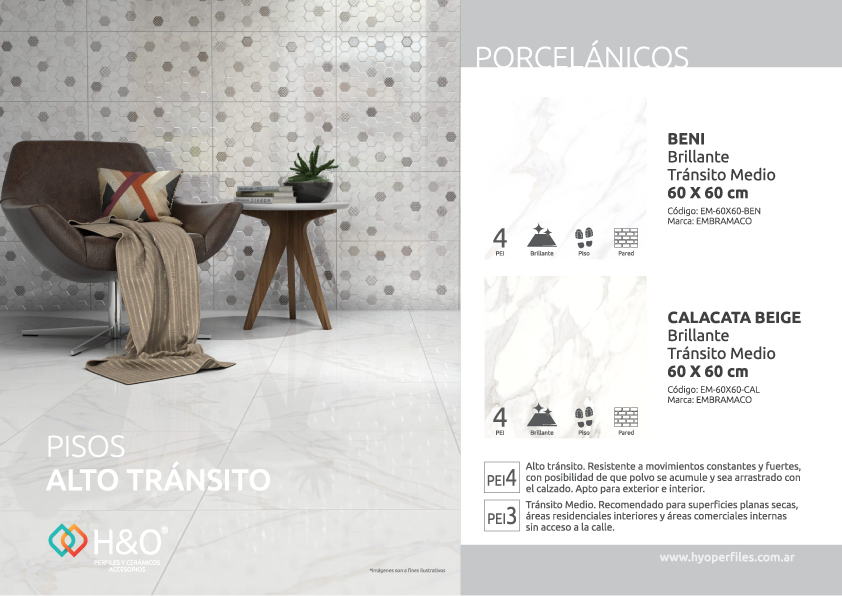 PISOS
ALTO TRÁNSITO
H&O®
PERFILES Y CERÁMICOS
ACCESORIOS
*Imágenes son a fines ilustrativos
PORCELÁNICOS
BENI
Brillante
Tránsito Medio
60 X 60 cm
Código: EM-60X60-BEN
Marca: EMBRAMACO
4
PEI
Brillante
Piso
Pared
CALACATA BEIGE
Brillante
Tránsito Medio
60 X 60 cm
Código: EM-60X60-CAL
Marca: EMBRAMACO
4
PEI
Brillante
Piso
Pared
PEI4
Alto tránsito. Resistente a movimientos constantes y fuertes,
con posibilidad de que polvo se acumule y sea arrastrado con
el calzado. Apto para exterior e interior.
PEI3
Tránsito Medio. Recomendado para superficies planas secas,
áreas residenciales interiores y áreas comerciales internas
sin acceso a la calle.
www.hyoperfiles.com.ar